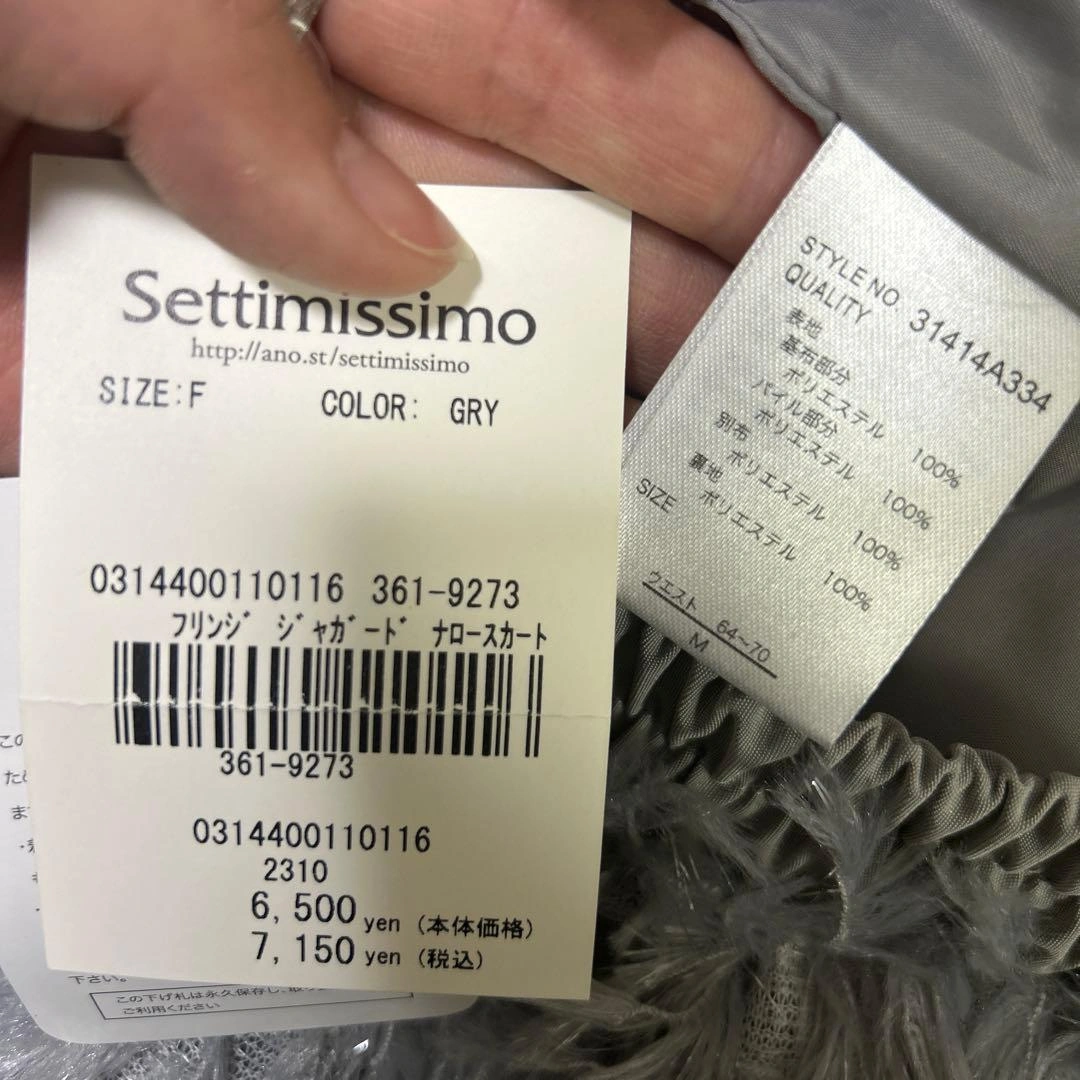 Settimissimo
http://ano.st/settimissimo
SIZE:F COLOR: GRY
0314400110116 361-9273
フリンジ ジャガード ナロースカート
361-9273
0314400110116
2310
6,500 yen (本体価格)
7,150 yen (税込)
STYLE NO. 31414A334
QUALITY
表地
基布部分
ポリエステル 100%
パイル部分
ポリエステル 100%
別布
ポリエステル 100%
裏地
ポリエステル 100%
SIZE
ウエスト 64~70
M
下さい。
この下げ札は永久保存し、
ご利用ください